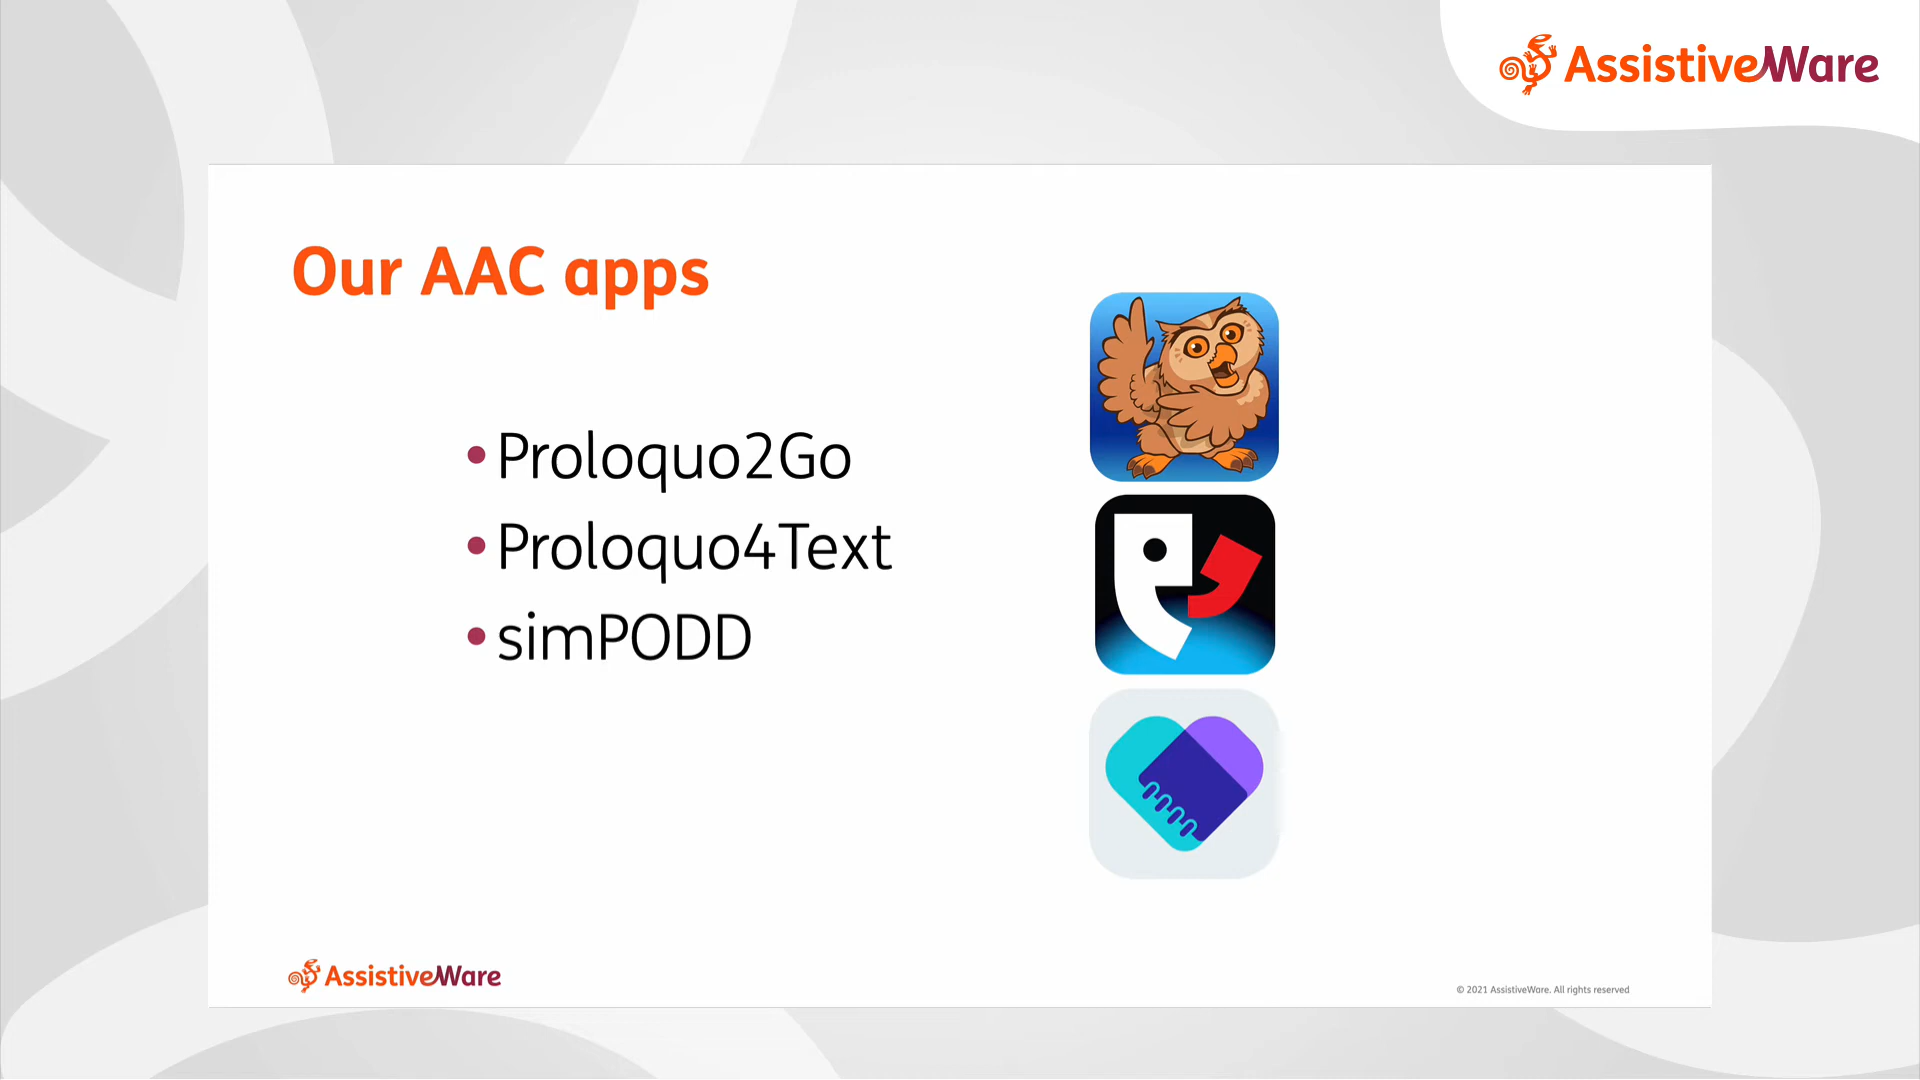 AssistiveWare
Our AAC apps
• Proloquo2Go
• Proloquo4Text
• simPODD
AssistiveWare
© 2021 AssistiveWare. All rights reserved